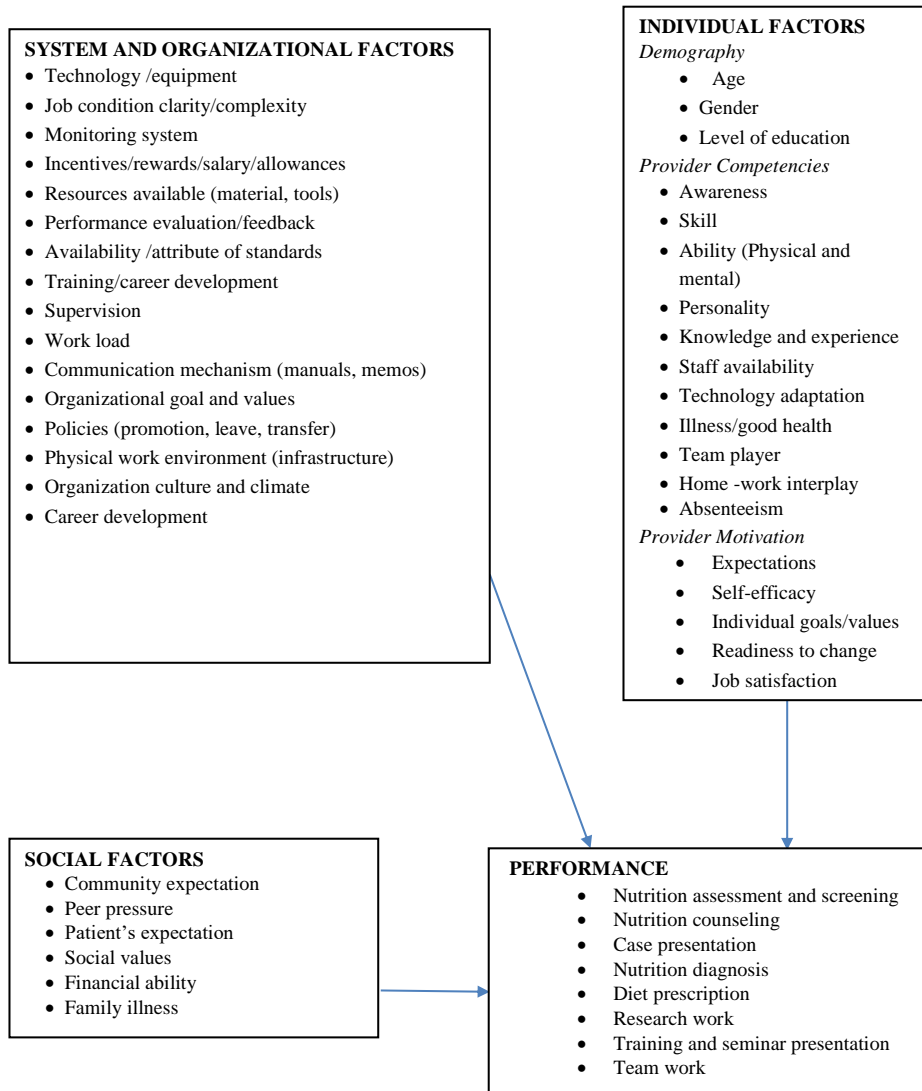 SYSTEM AND ORGANIZATIONAL FACTORS
• Technology /equipment
• Job condition clarity/complexity
• Monitoring system
• Incentives/rewards/salary/allowances
• Resources available (material, tools)
• Performance evaluation/feedback
• Availability /attribute of standards
• Training/career development
• Supervision
• Work load
• Communication mechanism (manuals, memos)
• Organizational goal and values
• Policies (promotion, leave, transfer)
• Physical work environment (infrastructure)
• Organization culture and climate
• Career development
INDIVIDUAL FACTORS
Demography
• Age
• Gender
• Level of education
Provider Competencies
• Awareness
• Skill
• Ability (Physical and
mental)
• Personality
• Knowledge and experience
• Staff availability
• Technology adaptation
• Illness/good health
• Team player
• Home -work interplay
• Absenteeism
Provider Motivation
• Expectations
• Self-efficacy
• Individual goals/values
• Readiness to change
• Job satisfaction
SOCIAL FACTORS
• Community expectation
• Peer pressure
• Patient's expectation
• Social values
• Financial ability
• Family illness
PERFORMANCE
• Nutrition assessment and screening
• Nutrition counseling
• Case presentation
• Nutrition diagnosis
• Diet prescription
• Research work
• Training and seminar presentation
• Team work